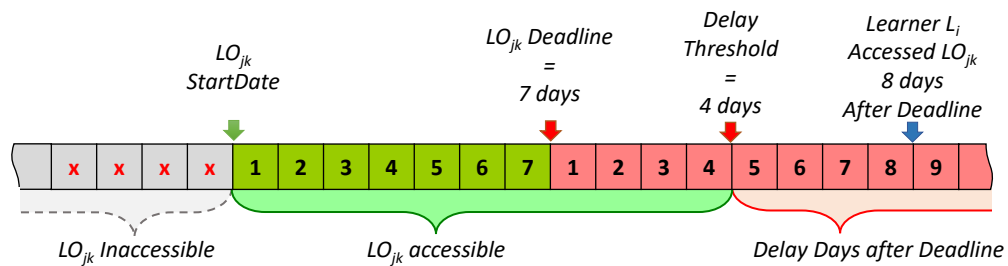 LO_jk
StartDate
LO_jk Deadline
=
7 days
Delay
Threshold
=
4 days
Learner L_i
Accessed LO_jk
8 days
After Deadline
x x x x 1 2 3 4 5 6 7 1 2 3 4 5 6 7 8 9
LO_jk Inaccessible
LO_jk accessible
Delay Days after Deadline